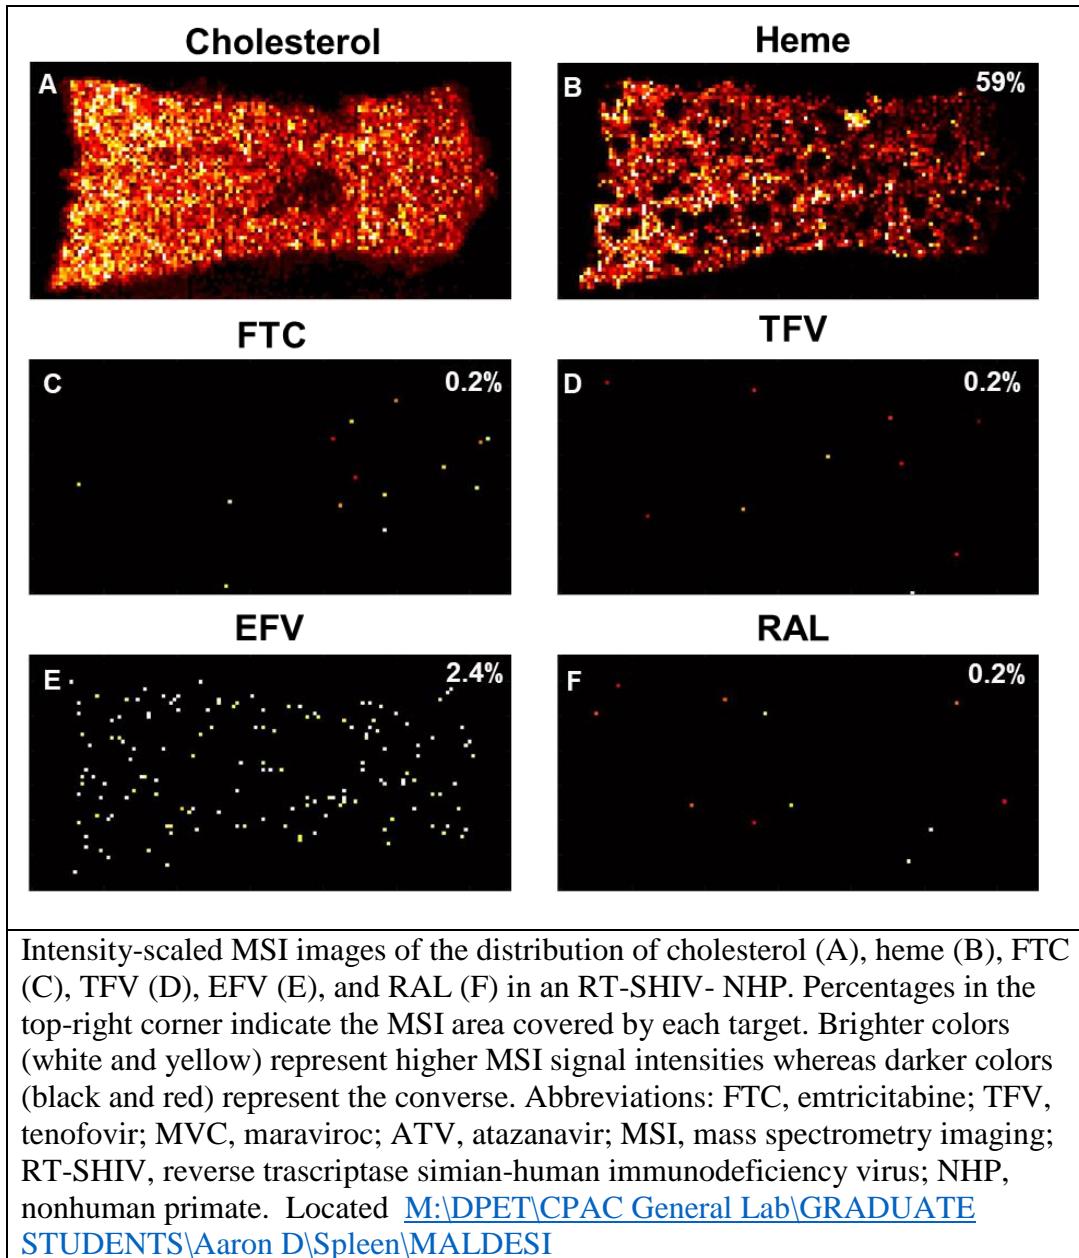 Cholesterol
Heme
A
B
59%
FTC
TFV
C
0.2%
D
0.2%
EFV
RAL
E
2.4%
F
0.2%
Intensity-scaled MSI images of the distribution of cholesterol (A), heme (B), FTC
(C), TFV (D), EFV (E), and RAL (F) in an RT-SHIV- NHP. Percentages in the
top-right corner indicate the MSI area covered by each target. Brighter colors
(white and yellow) represent higher MSI signal intensities whereas darker colors
(black and red) represent the converse. Abbreviations: FTC, emtricitabine; TFV,
tenofovir; MVC, maraviroc; ATV, atazanavir; MSI, mass spectrometry imaging;
RT-SHIV, reverse trascriptase simian-human immunodeficiency virus; NHP,
nonhuman primate.  Located  M:\DPET\CPAC General Lab\GRADUATE
STUDENTS\Aaron D\Spleen\MALDESI